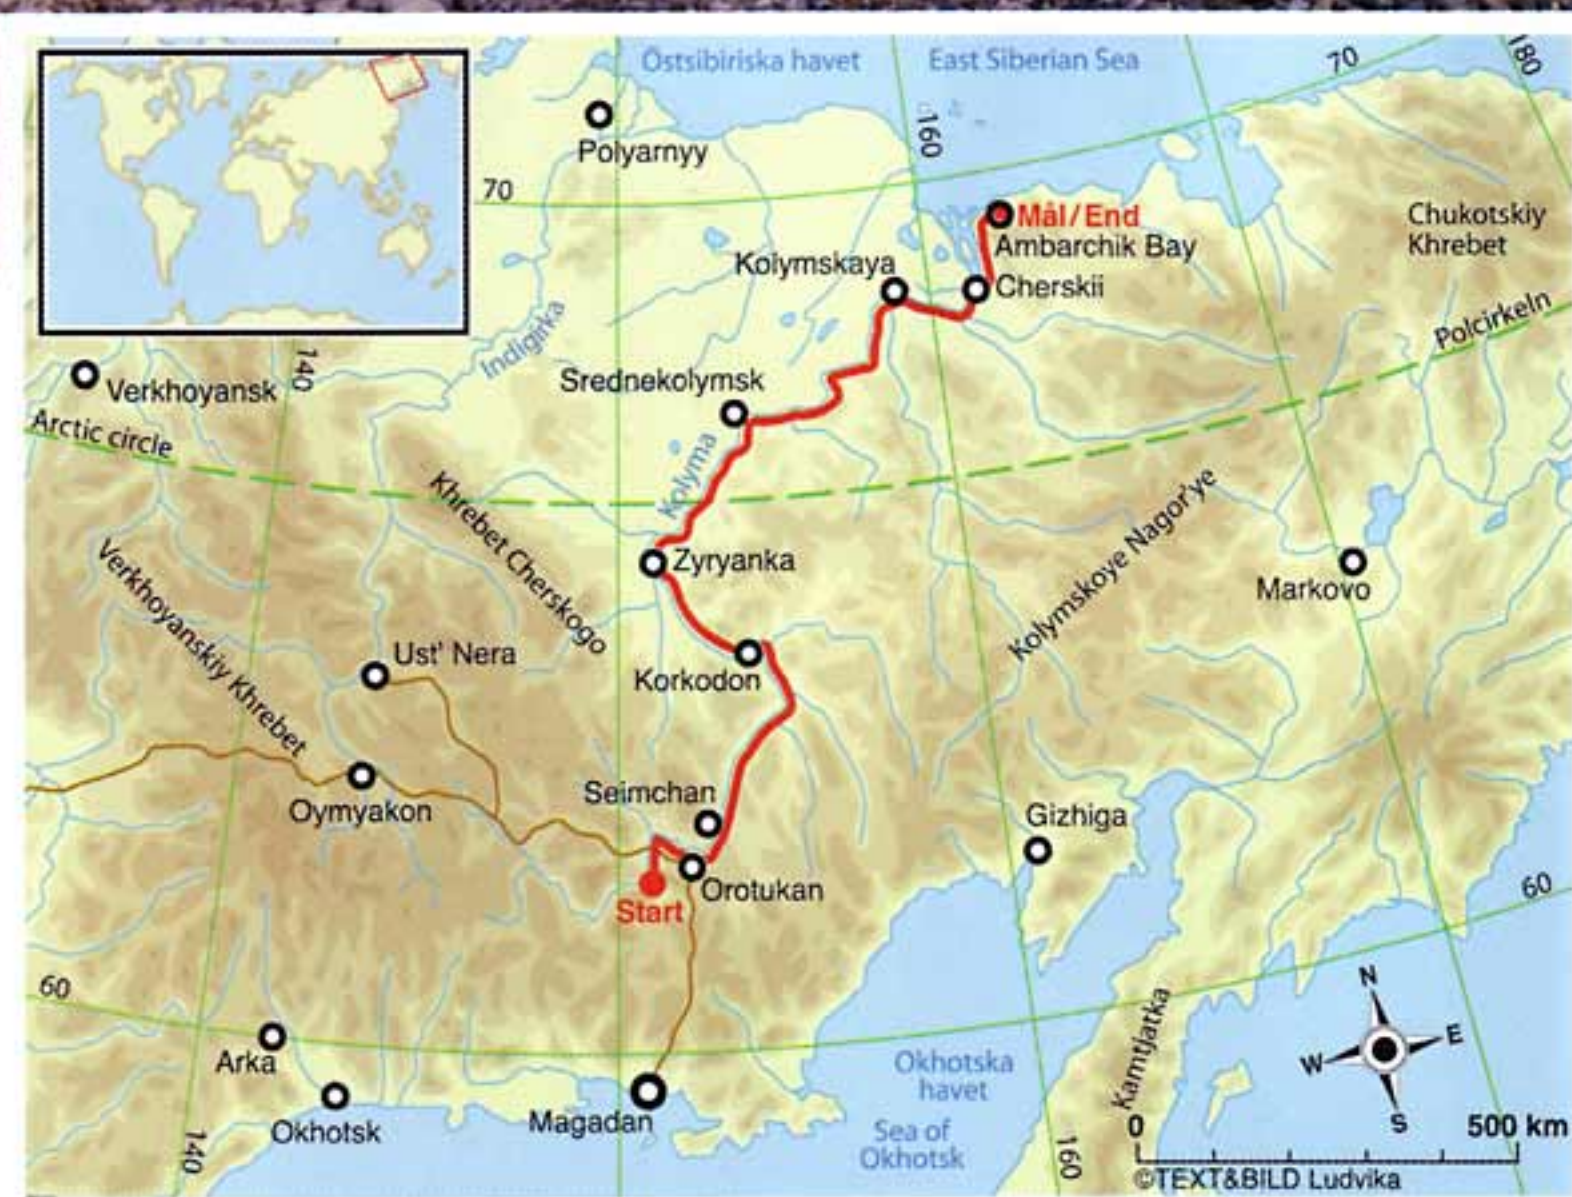 Östsibiriska havet
East Siberian Sea
70
180
160
Polyarnyy
70
Mål/End
Ambarchik Bay
Chukotskiy
Khrebet
Kolymskaya
Cherskii
Polcirkeln
Indigirka
140
Verkhoyansk
Srednekolymsk
Arctic circle
Kolyma
Khrebet Cherskogo
Kolymskoye Nagor'ye
Verkhoyanskiy Khrebet
Zyryanka
Markovo
Ust' Nera
Korkodon
Oymyakon
Seimchan
Gizhiga
Orotukan
Start
60
60
Arka
Okhotsk
Magadan
Okhotska
havet
Sea of
Okhotsk
Kamtjatka
N
E
W
S
140
160
0
500 km
©TEXT&BILD Ludvika